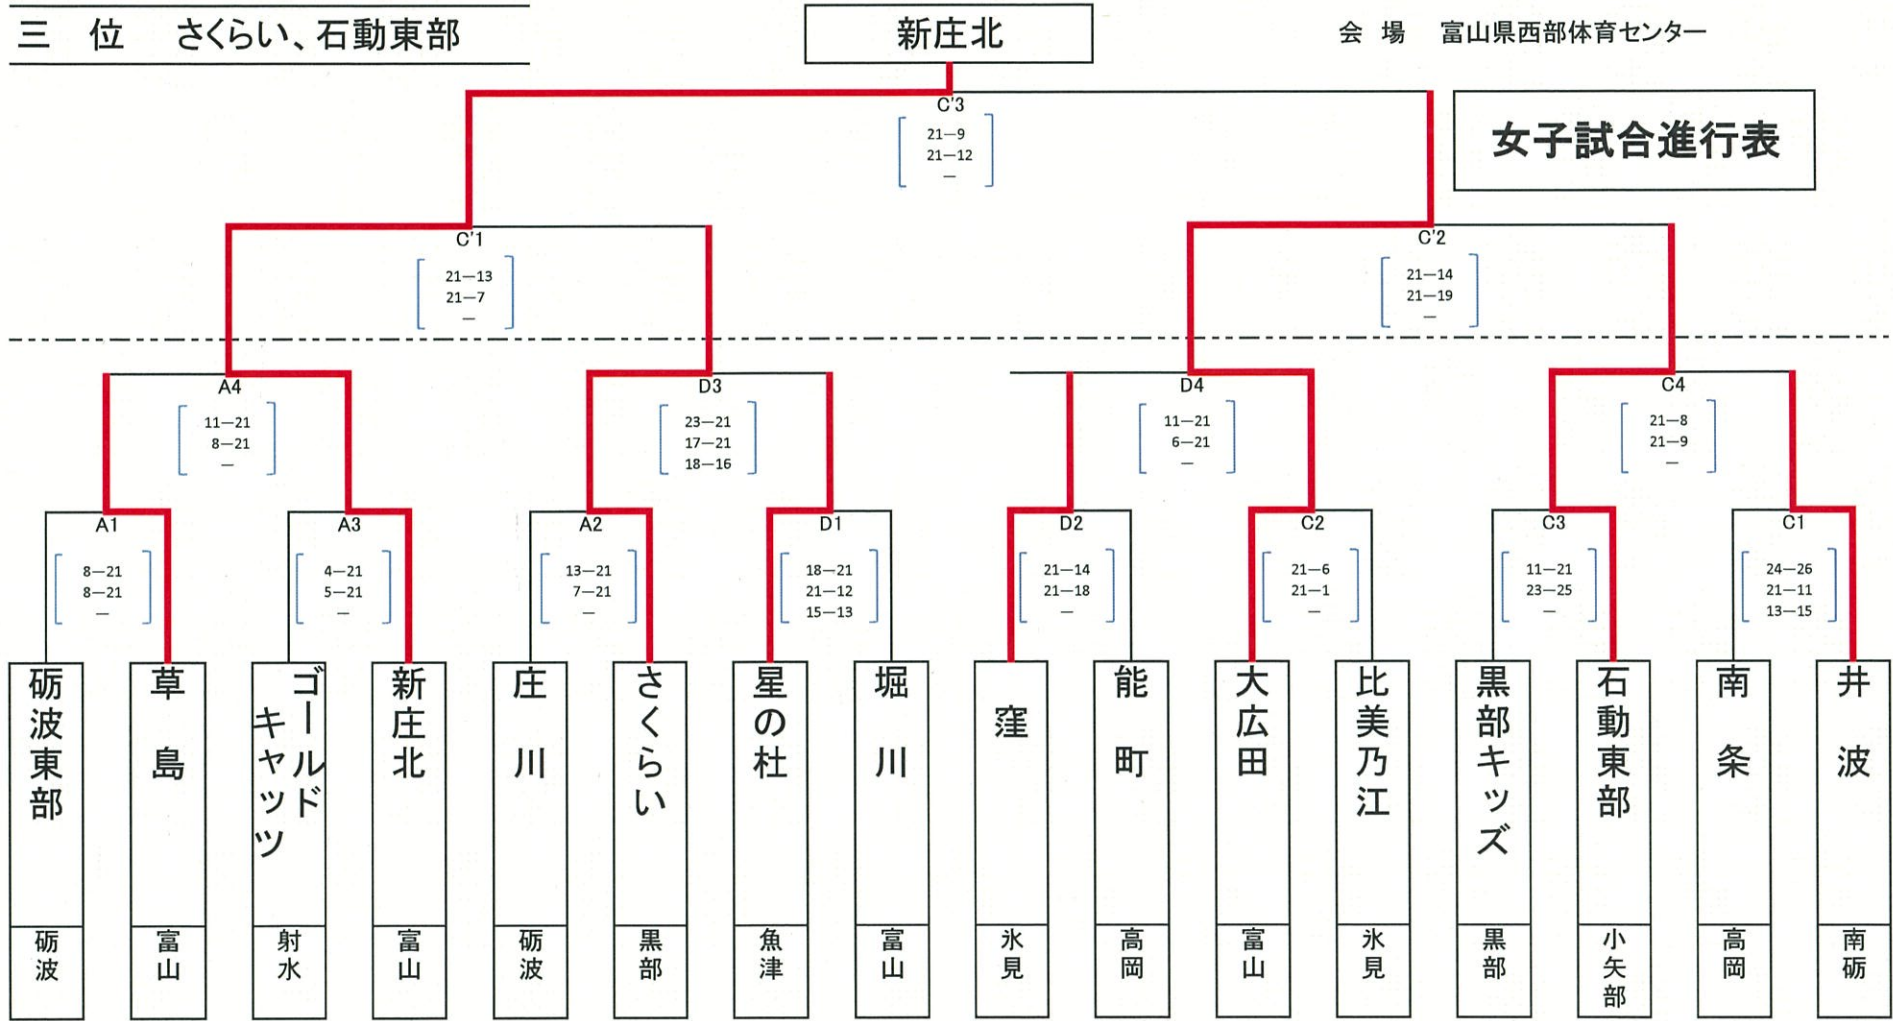 三 位 さくらい、石動東部
新庄北
会 場 富山県西部体育センター
女子試合進行表
C'3
21－9
21－12
－
C'1
21－13
21－7
－
C'2
21－14
21－19
－
A4
11－21
8－21
－
D3
23－21
17－21
18－16
D4
11－21
6－21
－
C4
21－8
21－9
－
A1
8－21
8－21
－
A3
4－21
5－21
－
A2
13－21
7－21
－
D1
18－21
21－12
15－13
D2
21－14
21－18
－
C2
21－6
21－1
－
C3
11－21
23－25
－
C1
24－26
21－11
13－15
砺波東部
草島
ゴールド
キャッツ
新庄北
庄川
さくらい
星の杜
堀川
窪
能町
大広田
比美乃江
黒部キッズ
石動東部
南条
井波
砺波
富山
射水
富山
砺波
黒部
魚津
富山
氷見
高岡
富山
氷見
黒部
小矢部
高岡
南砺